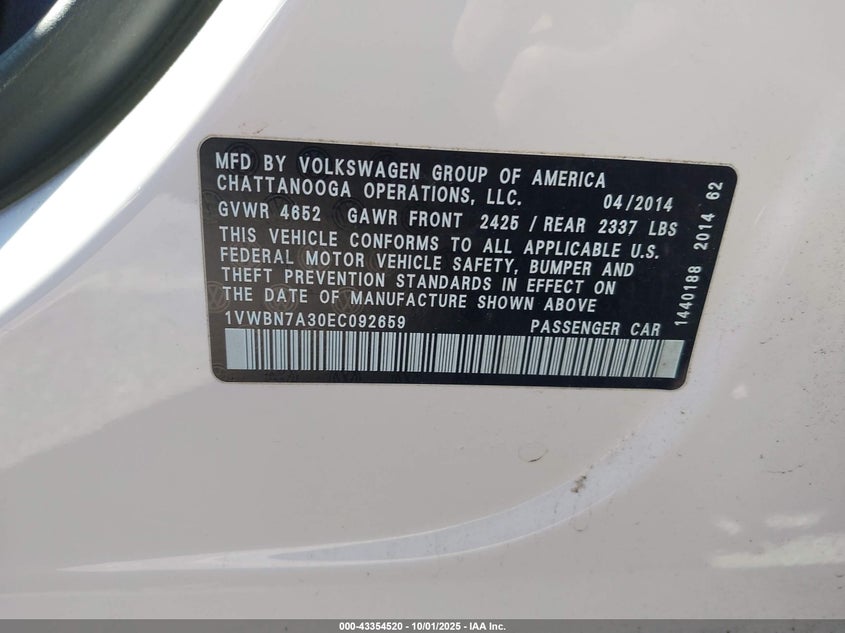 MFD BY VOLKSWAGEN GROUP OF AMERICA
CHATTANOOGA OPERATIONS, LLC. 04/2014
GVWR 4652 GAWR FRONT 2425 / REAR 2337 LBS
THIS VEHICLE CONFORMS TO ALL APPLICABLE U.S.
FEDERAL MOTOR VEHICLE SAFETY, BUMPER AND
THEFT PREVENTION STANDARDS IN EFFECT ON
THE DATE OF MANUFACTURE SHOWN ABOVE
1VWBN7A30EC092659 PASSENGER CAR
1440188 2014 62
000-43354520 - 10/01/2025 - IAA Inc.